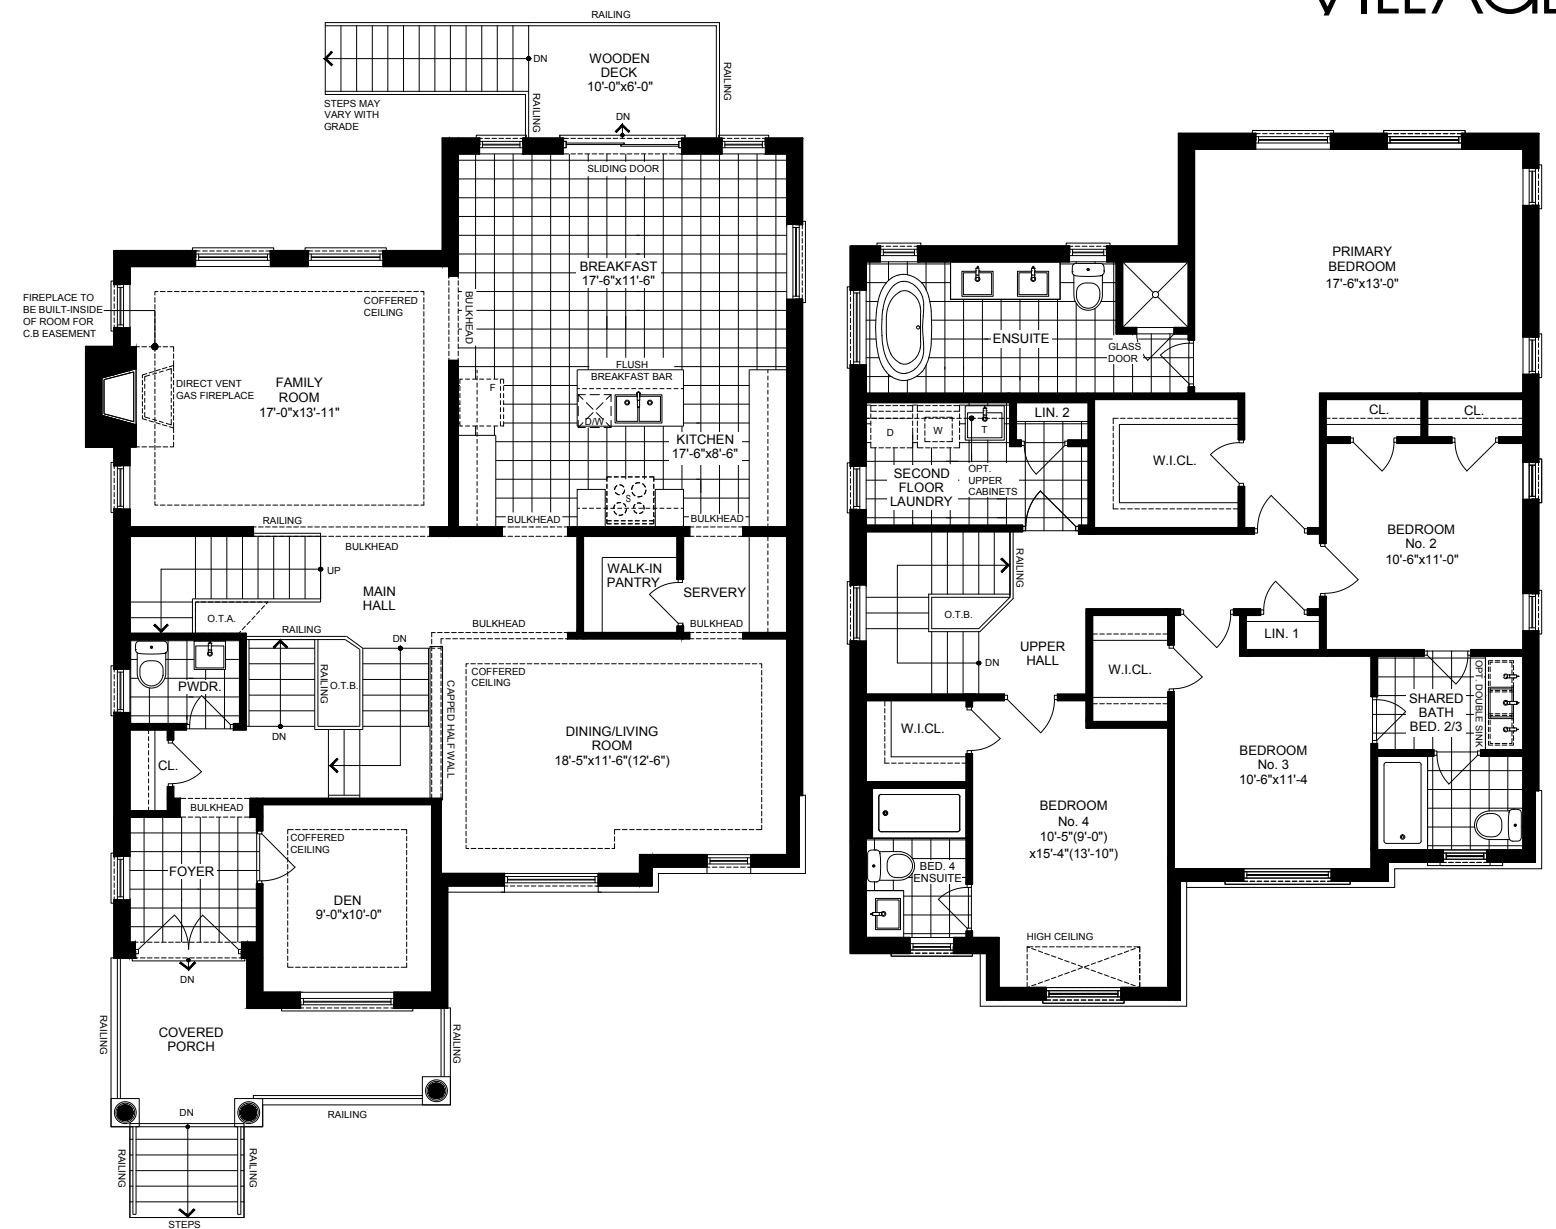 VILLAGE
RAILING
DN
WOODEN
DECK
10'-0"x6'-0"
RAILING
RAILING
STEPS MAY
VARY WITH
GRADE
DN
SLIDING DOOR
BREAKFAST
17'-6"x11'-6"
COFFERED
CEILING
BULKHEAD
FIREPLACE TO
BE BUILT-INSIDE
OF ROOM FOR
C.B EASEMENT
DIRECT VENT
GAS FIREPLACE
FAMILY
ROOM
17'-0"x13'-11"
FLUSH
BREAKFAST BAR
F
D/W
KITCHEN
17'-6"x8'-6"
S
RAILING
BULKHEAD
BULKHEAD
BULKHEAD
UP
MAIN
HALL
WALK-IN
PANTRY
SERVERY
O.T.A.
RAILING
DN
BULKHEAD
BULKHEAD
PWDR.
RAILING
O.T.B.
CAPPED HALF WALL
COFFERED
CEILING
DN
DINING/LIVING
ROOM
18'-5"x11'-6"(12'-6")
CL.
BULKHEAD
COFFERED
CEILING
FOYER
DEN
9'-0"x10'-0"
DN
COVERED
PORCH
RAILING
RAILING
DN
RAILING
RAILING
RAILING
STEPS
PRIMARY
BEDROOM
17'-6"x13'-0"
ENSUITE
GLASS
DOOR
LIN. 2
CL.
CL.
D
W
T
SECOND
FLOOR
LAUNDRY
OPT.
UPPER
CABINETS
W.I.CL.
BEDROOM
No. 2
10'-6"x11'-0"
RAILING
O.T.B.
DN
UPPER
HALL
LIN. 1
W.I.CL.
W.I.CL.
SHARED
BATH
BED. 2/3
OPT. DOUBLE SINK
BEDROOM
No. 3
10'-6"x11'-4
BEDROOM
No. 4
10'-5"(9'-0")
x15'-4"(13'-10")
BED. 4
ENSUITE
HIGH CEILING